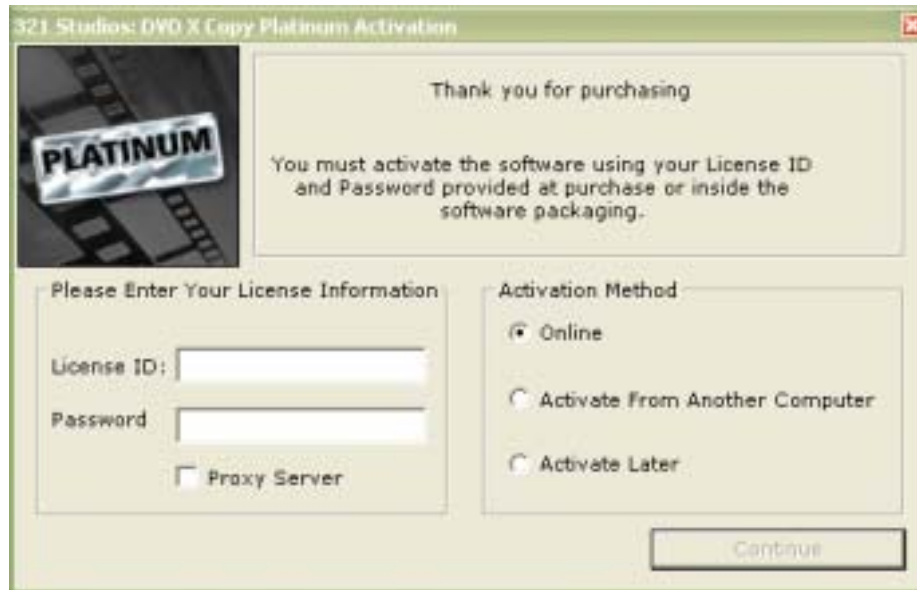 321 Studios: DVD X Copy Platinum Activation
PLATINUM
Thank you for purchasing
You must activate the software using your License ID
and Password provided at purchase or inside the
software packaging.
Please Enter Your License Information
License ID:
Password
Proxy Server
Activation Method
Online
Activate From Another Computer
Activate Later
Continue